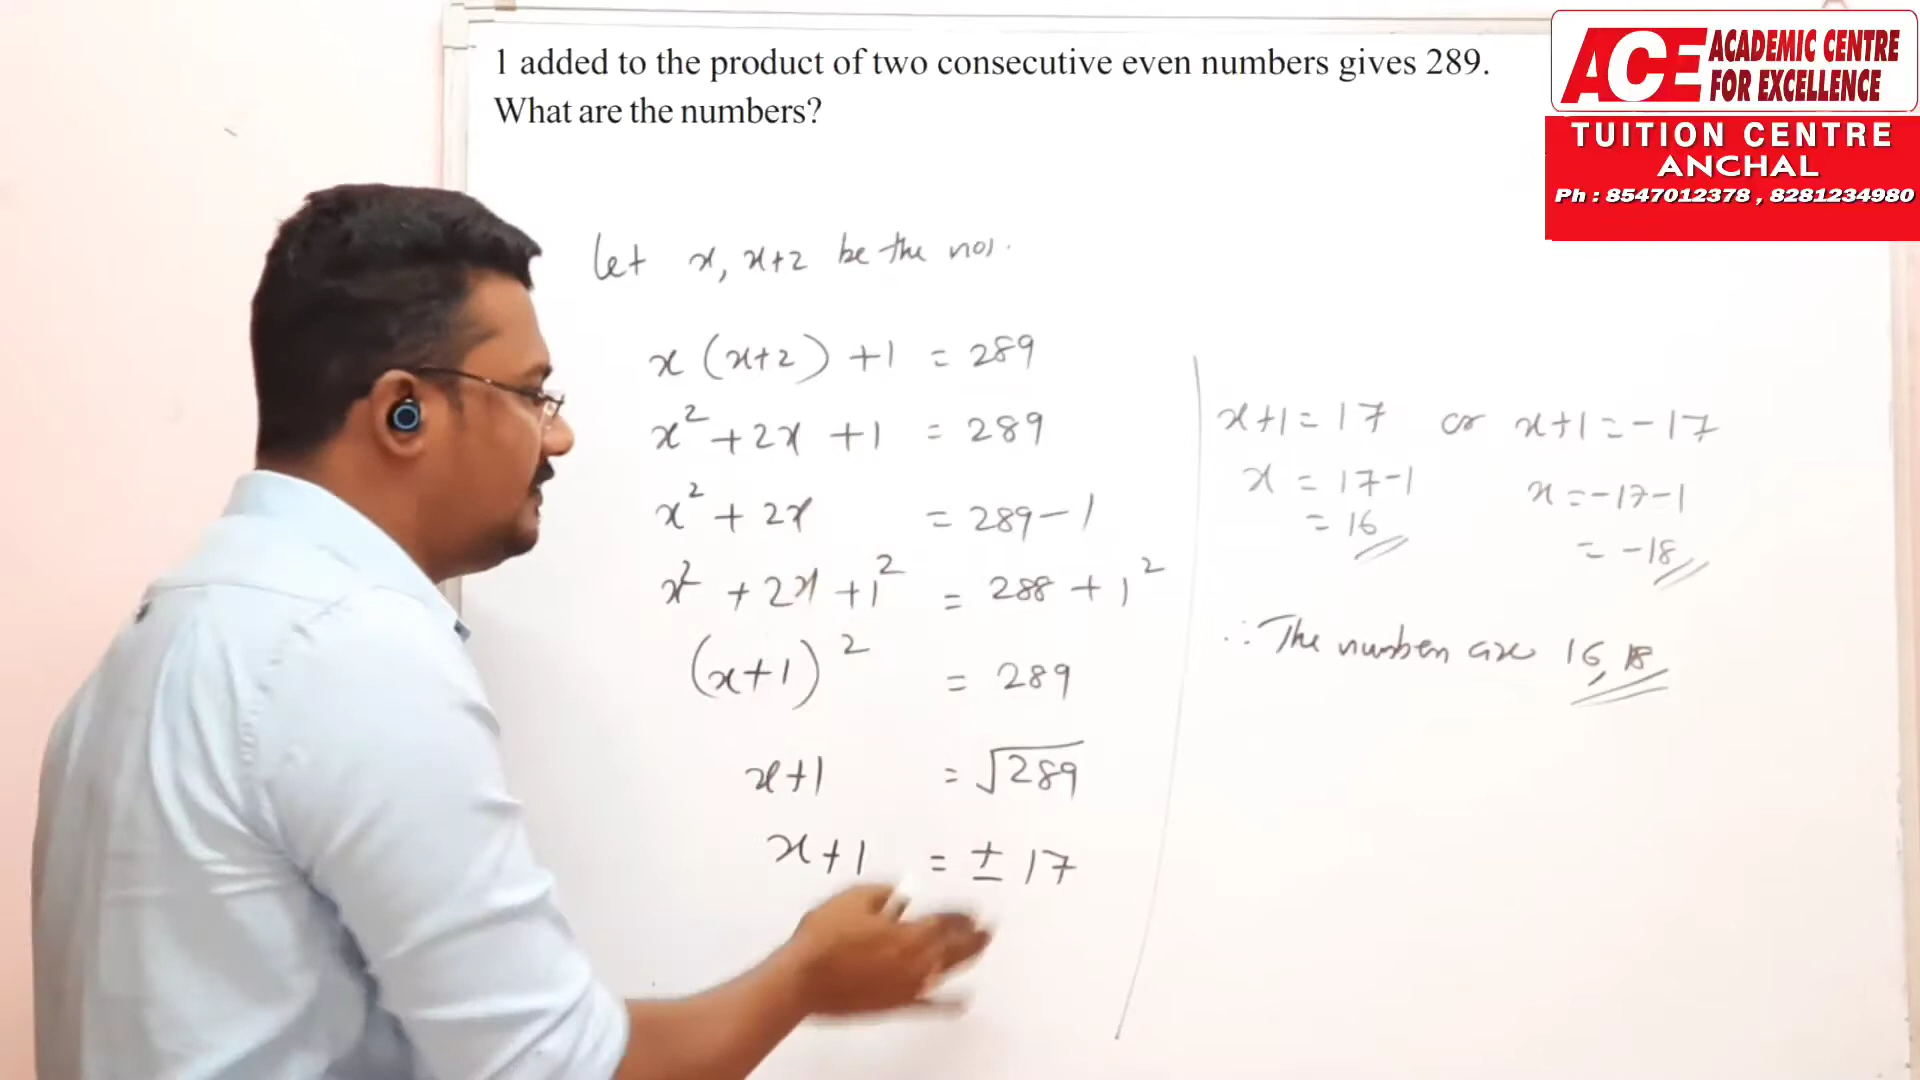 1 added to the product of two consecutive even numbers gives 289.
What are the numbers?
ACE ACADEMIC CENTRE
FOR EXCELLENCE
TUITION CENTRE
ANCHAL
Ph : 8547012378 , 8281234980
Let x, x+2 be the nos.
x (x+2) +1 = 289
x² + 2x + 1 = 289
x² + 2x = 289 - 1
x² + 2x + 1² = 288 + 1²
(x+1)² = 289
x+1 = √289
x+1 = ± 17
x+1 = 17 or x+1 = -17
x = 17-1 x = -17-1
= 16 = -18
∴ The numbers are 16, 18